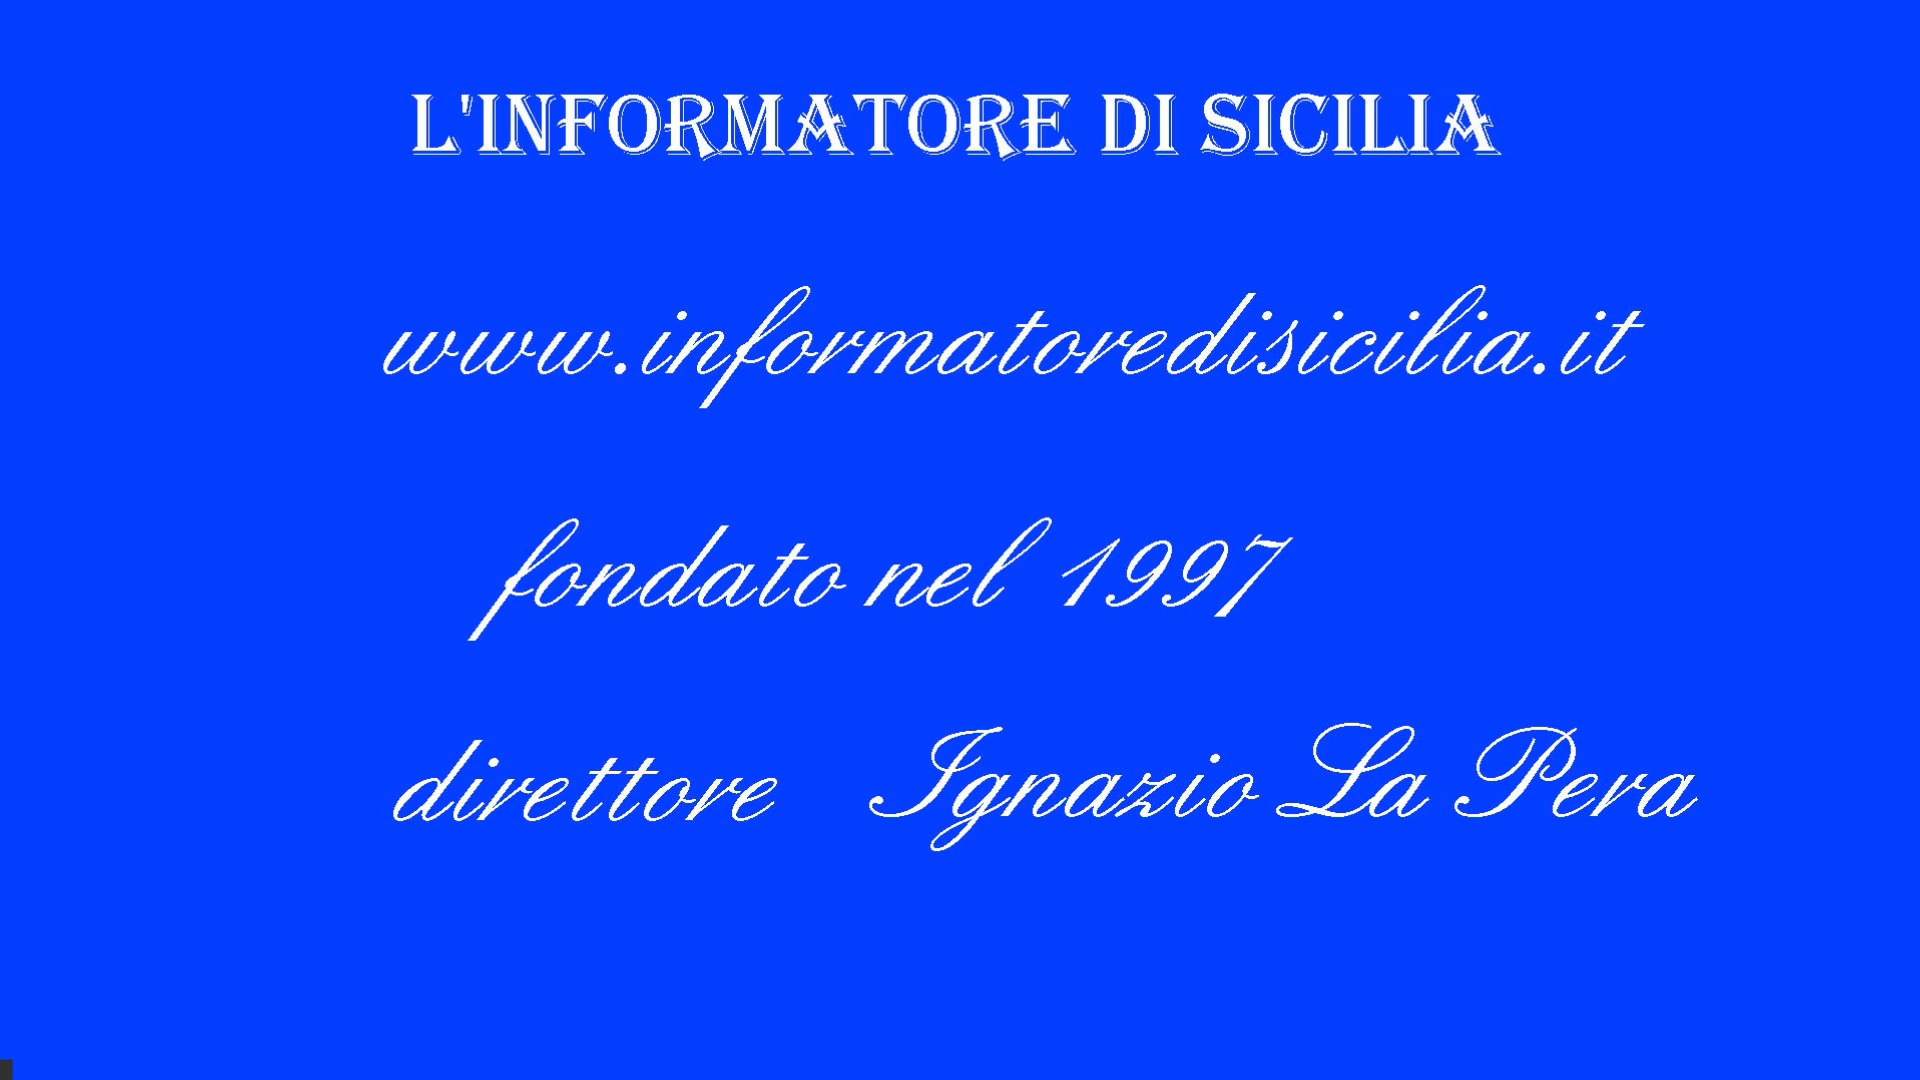 L'INFORMATORE DI SICILIA
www.informatoredisicilia.it
fondato nel 1997
direttore Ignazio La Pera